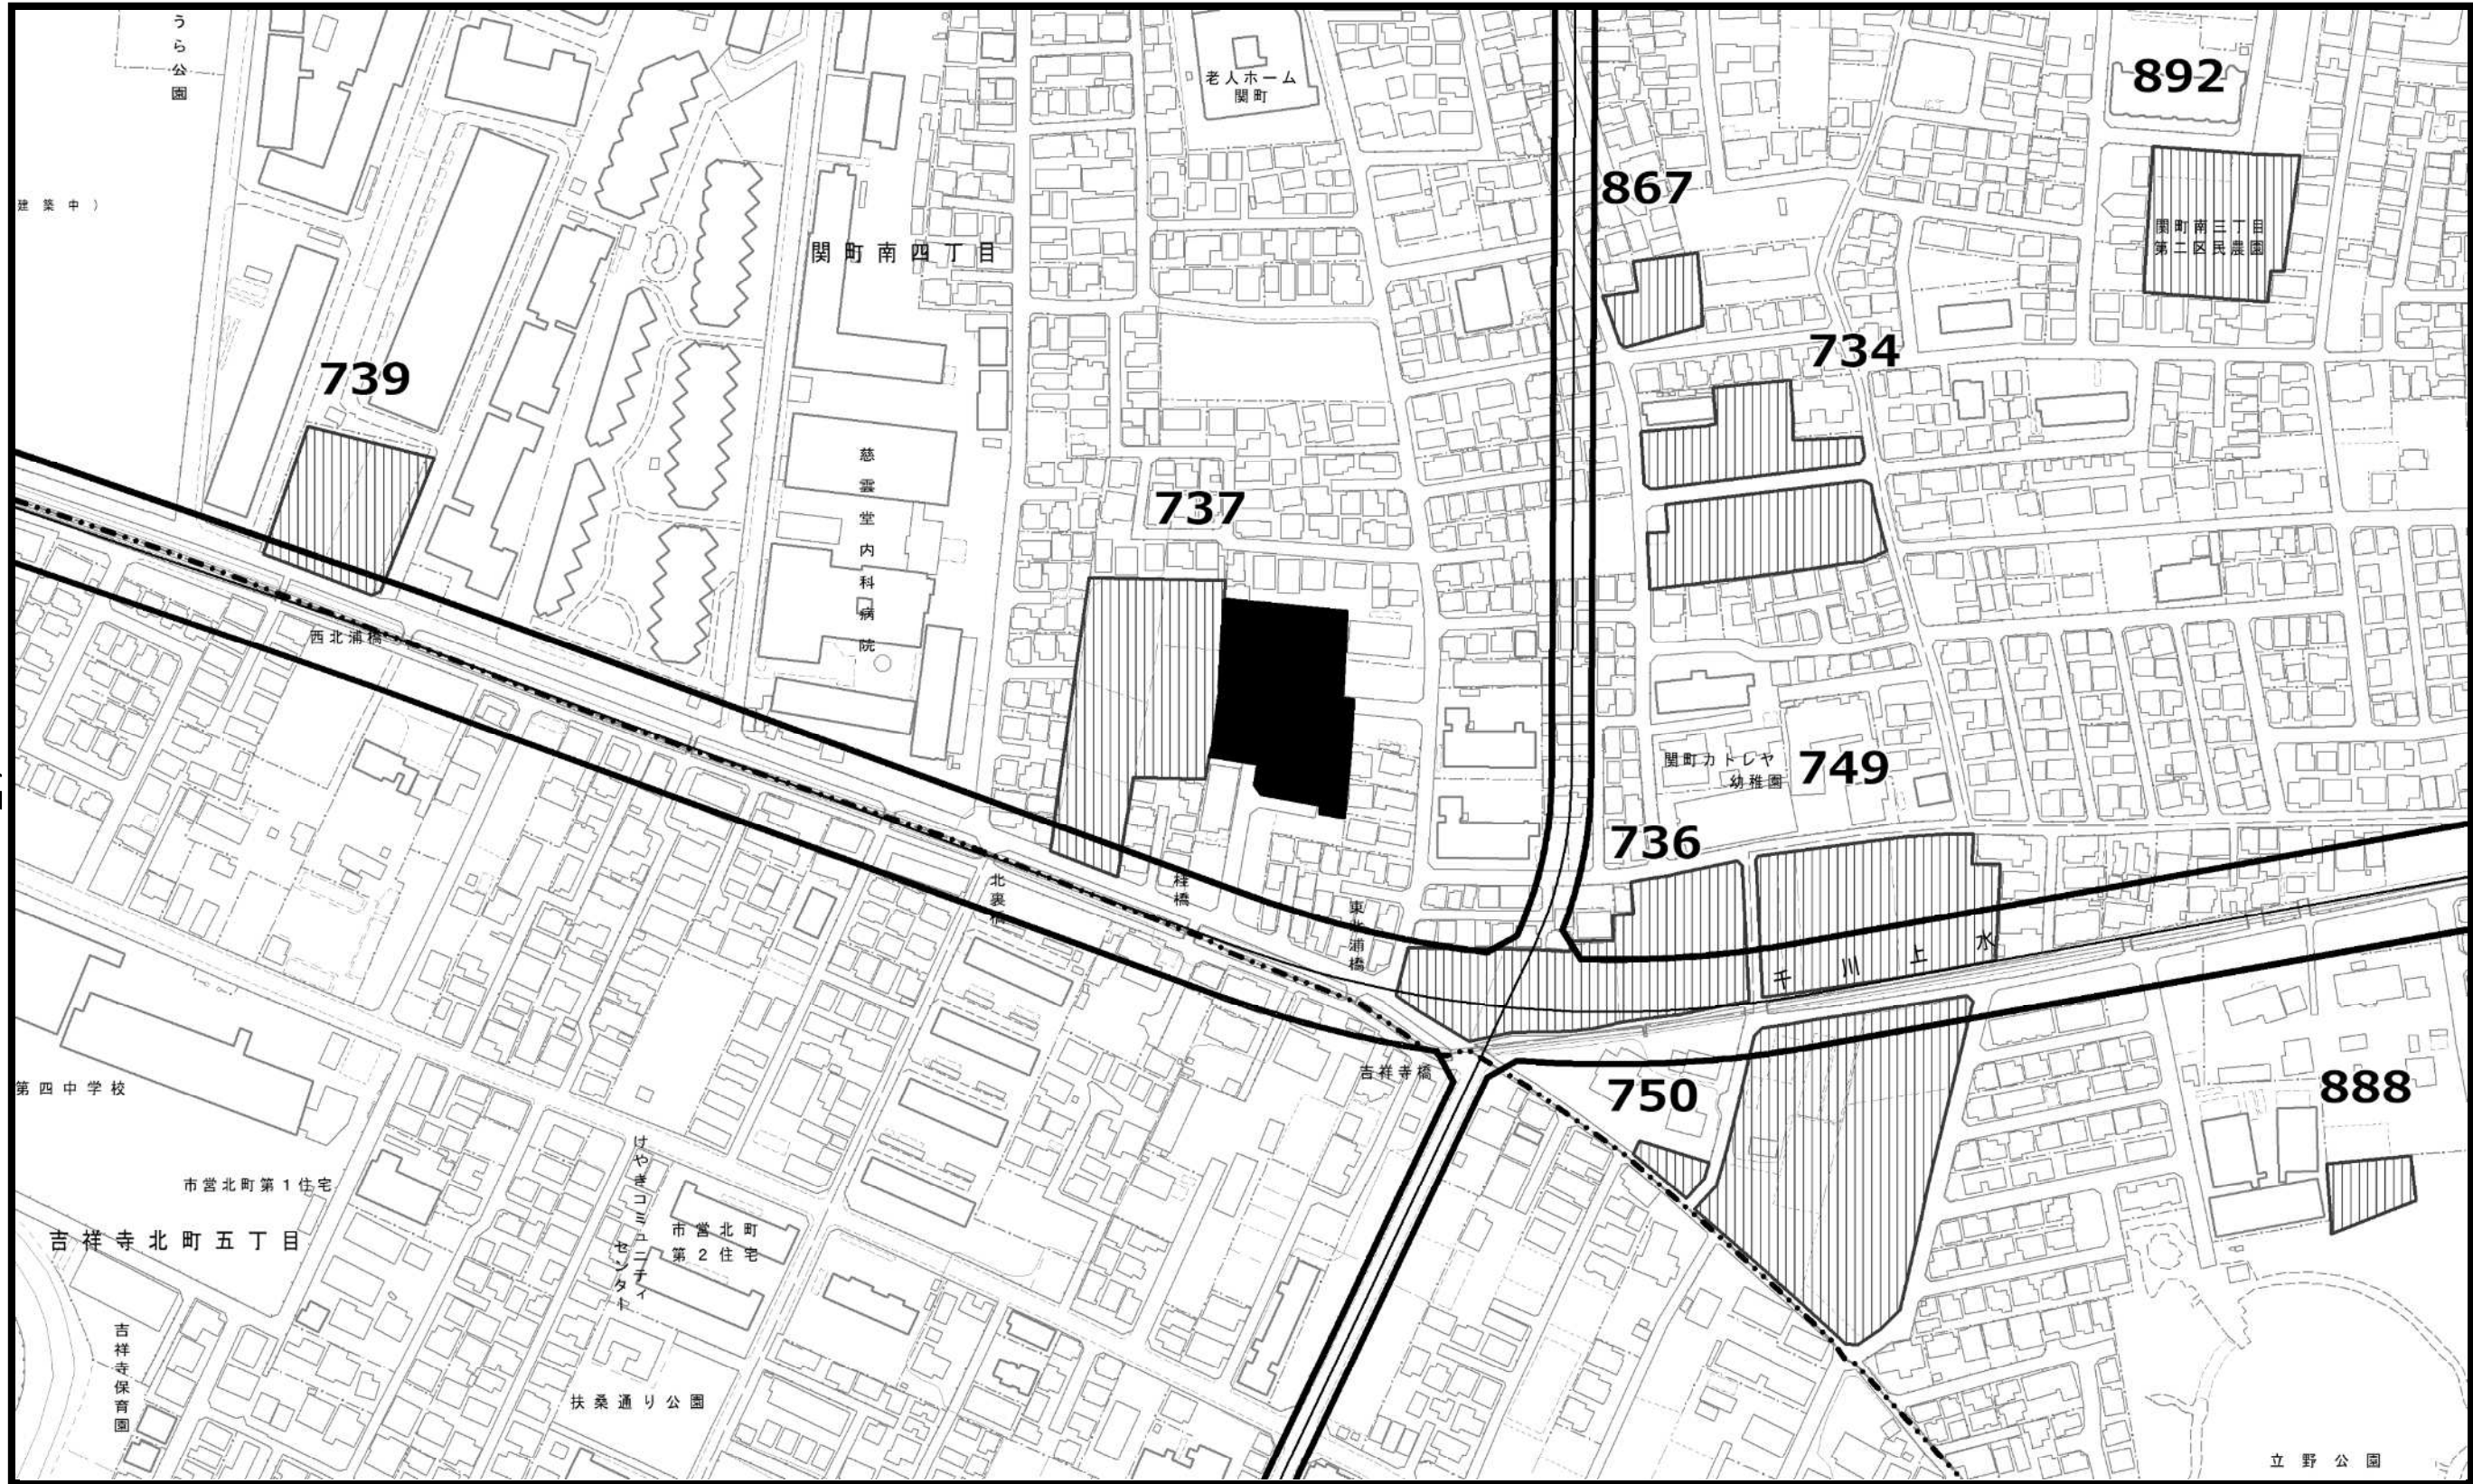 うら公園
老人ホーム
関町
892
867
建築中）
関町南三丁目
第二区民農園
関町南四丁目
734
739
慈雲堂内科病院
737
西北浦橋
関町カトレヤ
幼稚園
749
736
北裏橋
桂橋
東北浦橋
千川上水
吉祥寺橋
750
888
第四中学校
けやきコミュニティ
センター
市営北町第１住宅
市営北町
第２住宅
吉祥寺北町五丁目
吉祥寺保育園
扶桑通り公園
立野公園